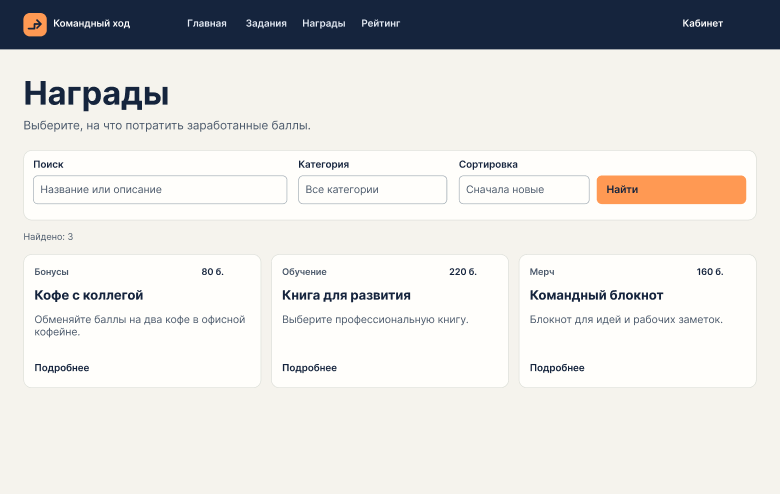 Командный ход
Главная
Задания
Награды
Рейтинг
Кабинет
Награды
Выберите, на что потратить заработанные баллы.
Поиск
Категория
Сортировка
Название или описание
Все категории
Сначала новые
Найти
Найдено: 3
Бонусы
80 б.
Кофе с коллегой
Обменяйте баллы на два кофе в офисной
кофейне.
Подробнее
Обучение
220 б.
Книга для развития
Выберите профессиональную книгу.
Подробнее
Мерч
160 б.
Командный блокнот
Блокнот для идей и рабочих заметок.
Подробнее